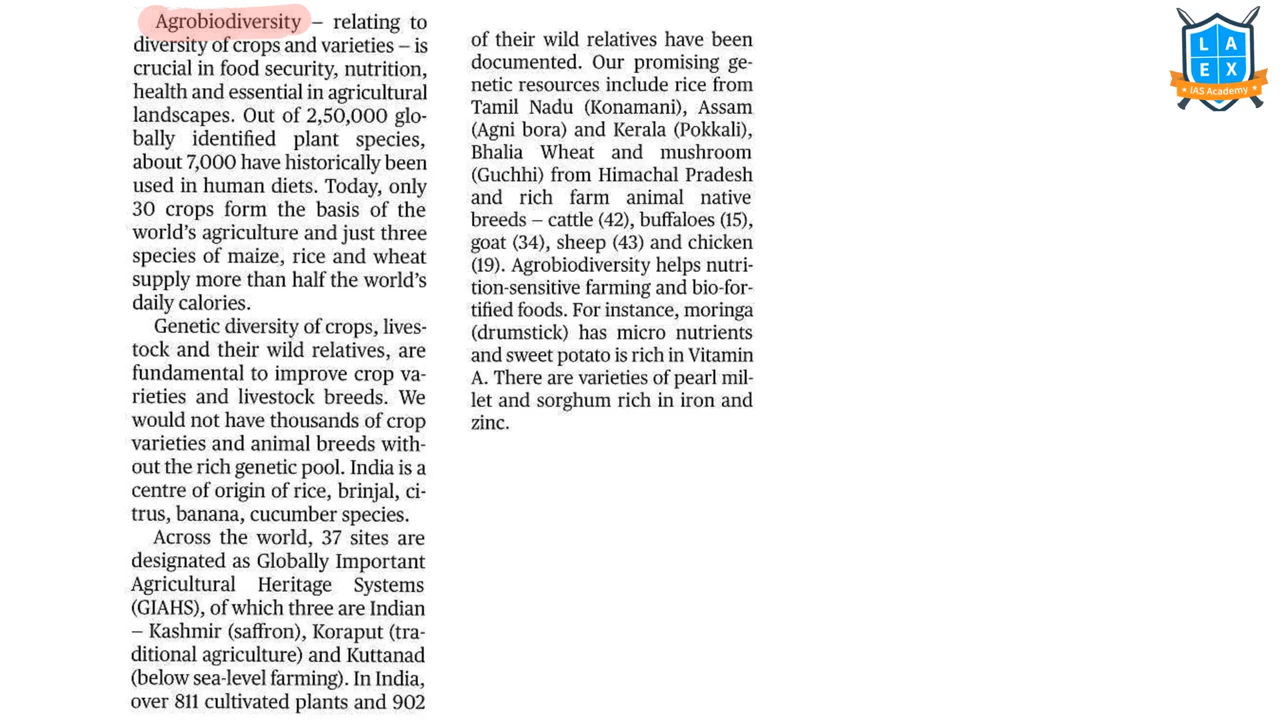 Agrobiodiversity – relating to
diversity of crops and varieties – is
crucial in food security, nutrition,
health and essential in agricultural
landscapes. Out of 2,50,000 glo-
bally identified plant species,
about 7,000 have historically been
used in human diets. Today, only
30 crops form the basis of the
world's agriculture and just three
species of maize, rice and wheat
supply more than half the world's
daily calories.
Genetic diversity of crops, lives-
tock and their wild relatives, are
fundamental to improve crop va-
rieties and livestock breeds. We
would not have thousands of crop
varieties and animal breeds with-
out the rich genetic pool. India is a
centre of origin of rice, brinjal, ci-
trus, banana, cucumber species.
Across the world, 37 sites are
designated as Globally Important
Agricultural Heritage Systems
(GIAHS), of which three are Indian
– Kashmir (saffron), Koraput (tra-
ditional agriculture) and Kuttanad
(below sea-level farming). In India,
over 811 cultivated plants and 902
of their wild relatives have been
documented. Our promising ge-
netic resources include rice from
Tamil Nadu (Konamani), Assam
(Agni bora) and Kerala (Pokkali),
Bhalia Wheat and mushroom
(Guchhi) from Himachal Pradesh
and rich farm animal native
breeds – cattle (42), buffaloes (15),
goat (34), sheep (43) and chicken
(19). Agrobiodiversity helps nutri-
tion-sensitive farming and bio-for-
tified foods. For instance, moringa
(drumstick) has micro nutrients
and sweet potato is rich in Vitamin
A. There are varieties of pearl mil-
let and sorghum rich in iron and
zinc.
L A
E X
IAS Academy